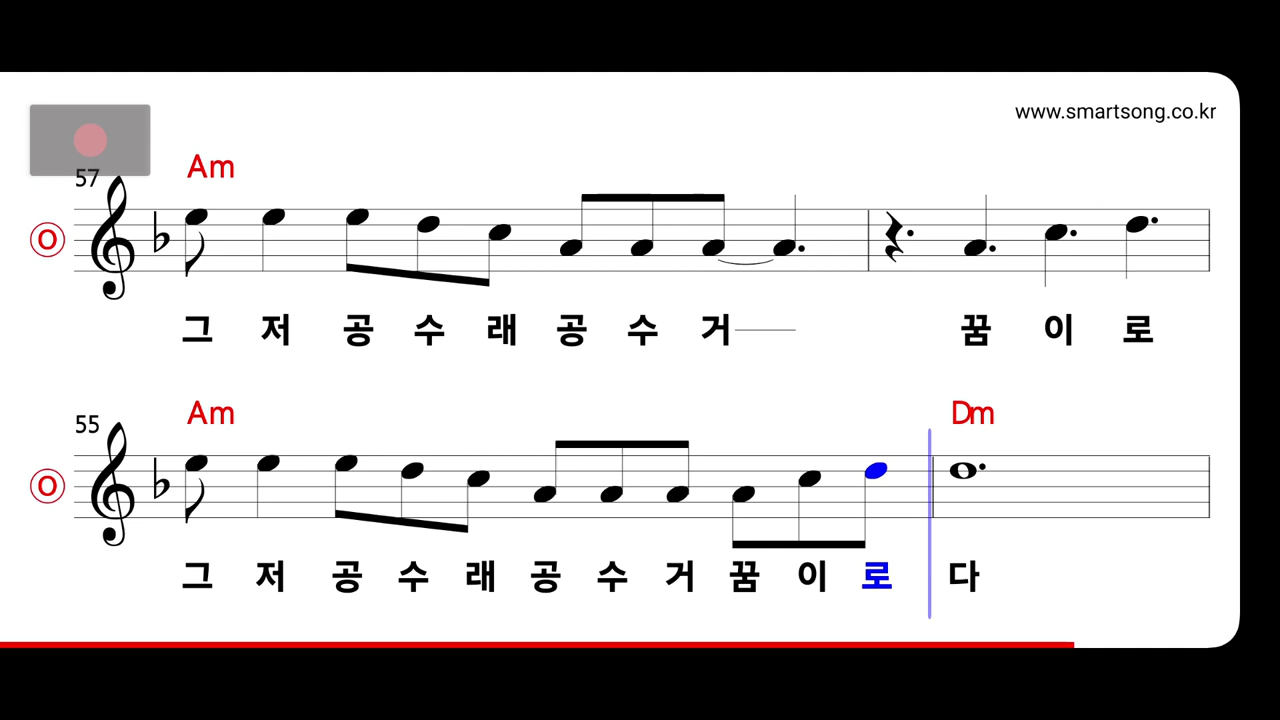 www.smartsong.co.kr
57
Am
O
그 저 공 수 래 공 수 거 꿈 이 로
55
Am Dm
O
그 저 공 수 래 공 수 거 꿈 이 로 다